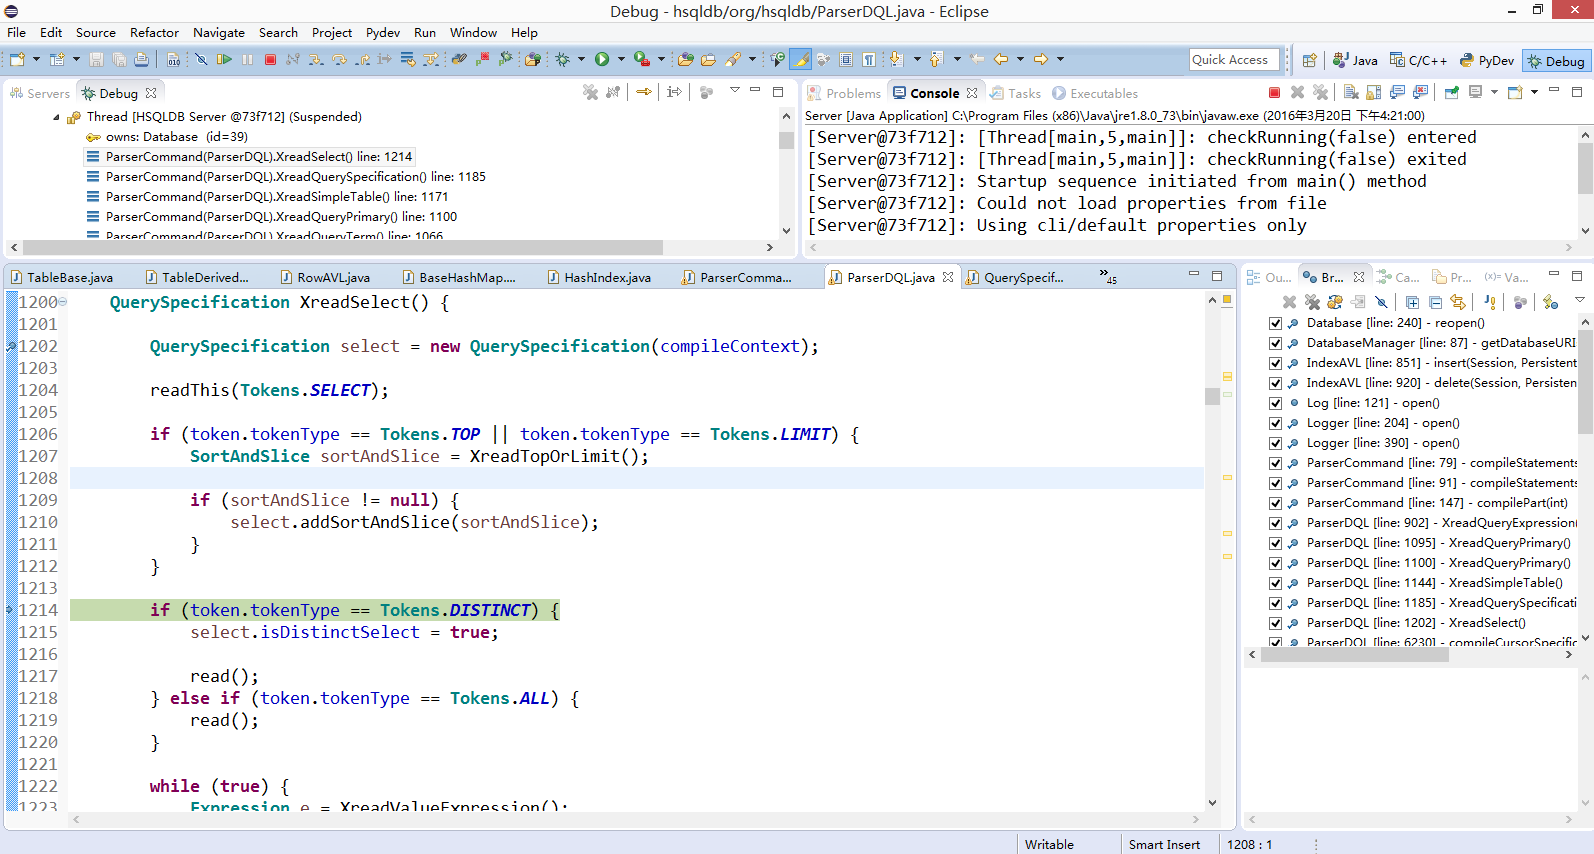 Debug - hsqldb/org/hsqldb/ParserDQL.java - Eclipse
File Edit Source Refactor Navigate Search Project Pydev Run Window Help
Quick Access Java C/C++ PyDev Debug
Servers Debug
Thread [HSQLDB Server @73f712] (Suspended)
owns: Database (id=39)
ParserCommand(ParserDQL).XreadSelect() line: 1214
ParserCommand(ParserDQL).XreadQuerySpecification() line: 1185
ParserCommand(ParserDQL).XreadSimpleTable() line: 1171
ParserCommand(ParserDQL).XreadQueryPrimary() line: 1100
ParserCommand(ParserDQL).XreadQueryTerm() line: 1066
Problems Console Tasks Executables
Server [Java Application] C:\Program Files (x86)\Java\jre1.8.0_73\bin\javaw.exe (2016年3月20日 下午4:21:00)
[Server@73f712]: [Thread[main,5,main]]: checkRunning(false) entered
[Server@73f712]: [Thread[main,5,main]]: checkRunning(false) exited
[Server@73f712]: Startup sequence initiated from main() method
[Server@73f712]: Could not load properties from file
[Server@73f712]: Using cli/default properties only
TableBase.java TableDerived... RowAVL.java BaseHashMap.... HashIndex.java ParserComma... ParserDQL.java QuerySpecif... »45
1200 QuerySpecification XreadSelect() {
1201
1202 QuerySpecification select = new QuerySpecification(compileContext);
1203
1204 readThis(Tokens.SELECT);
1205
1206 if (token.tokenType == Tokens.TOP || token.tokenType == Tokens.LIMIT) {
1207 SortAndSlice sortAndSlice = XreadTopOrLimit();
1208
1209 if (sortAndSlice != null) {
1210 select.addSortAndSlice(sortAndSlice);
1211 }
1212 }
1213
1214 if (token.tokenType == Tokens.DISTINCT) {
1215 select.isDistinctSelect = true;
1216
1217 read();
1218 } else if (token.tokenType == Tokens.ALL) {
1219 read();
1220 }
1221
1222 while (true) {
1223 Expression e = XreadValueExpression();
Ou... Br... Ca... Pr... (x)= Va...
Database [line: 240] - reopen()
DatabaseManager [line: 87] - getDatabaseURI
IndexAVL [line: 851] - insert(Session, Persistent
IndexAVL [line: 920] - delete(Session, Persisten
Log [line: 121] - open()
Logger [line: 204] - open()
Logger [line: 390] - open()
ParserCommand [line: 79] - compileStatements
ParserCommand [line: 91] - compileStatements
ParserCommand [line: 147] - compilePart(int)
ParserDQL [line: 902] - XreadQueryExpression(
ParserDQL [line: 1095] - XreadQueryPrimary()
ParserDQL [line: 1100] - XreadQueryPrimary()
ParserDQL [line: 1144] - XreadSimpleTable()
ParserDQL [line: 1185] - XreadQuerySpecificati
ParserDQL [line: 1202] - XreadSelect()
ParserDQL [line: 6230] - compileCursorSpecific
Writable Smart Insert 1208 : 1